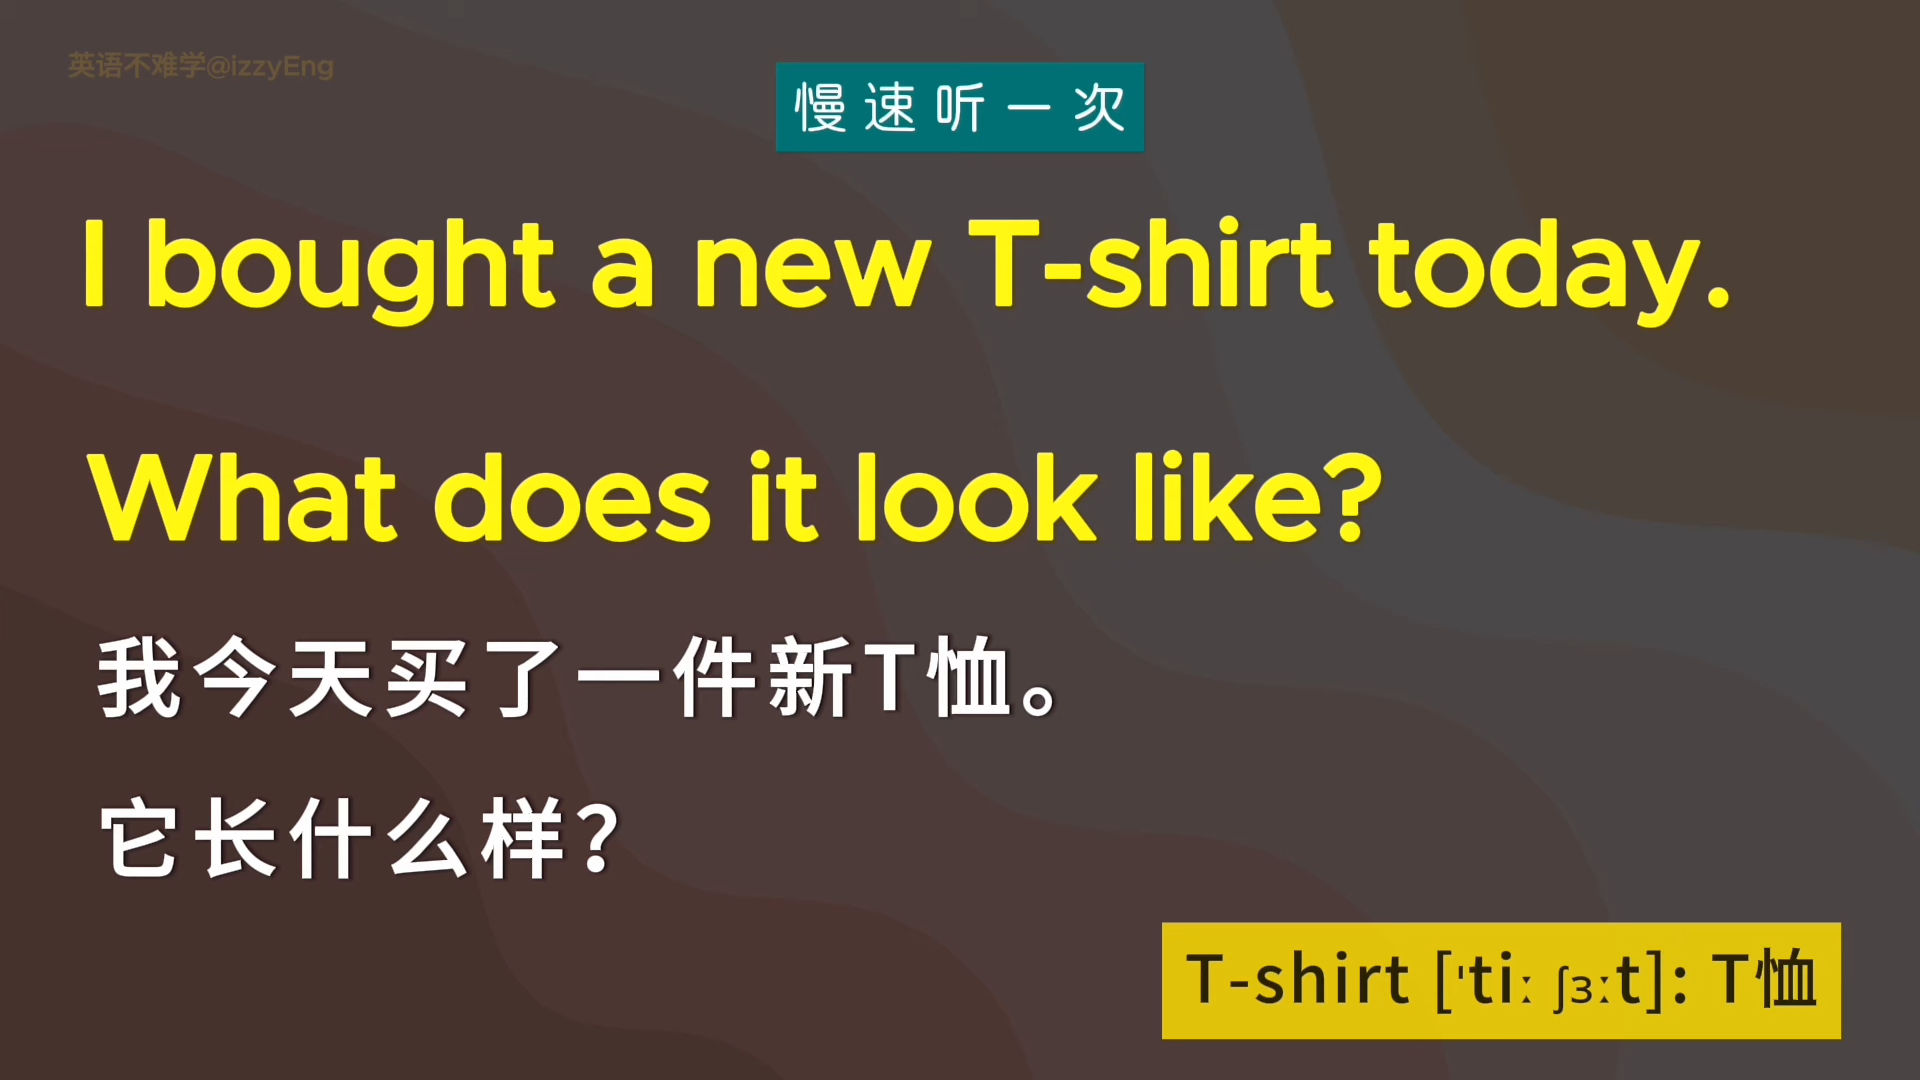 英语不难学@izzyEng
慢速听一次
I bought a new T-shirt today.
What does it look like?
我今天买了一件新T恤。
它长什么样?
T-shirt [ˈtiː ʃɜːt]: T恤